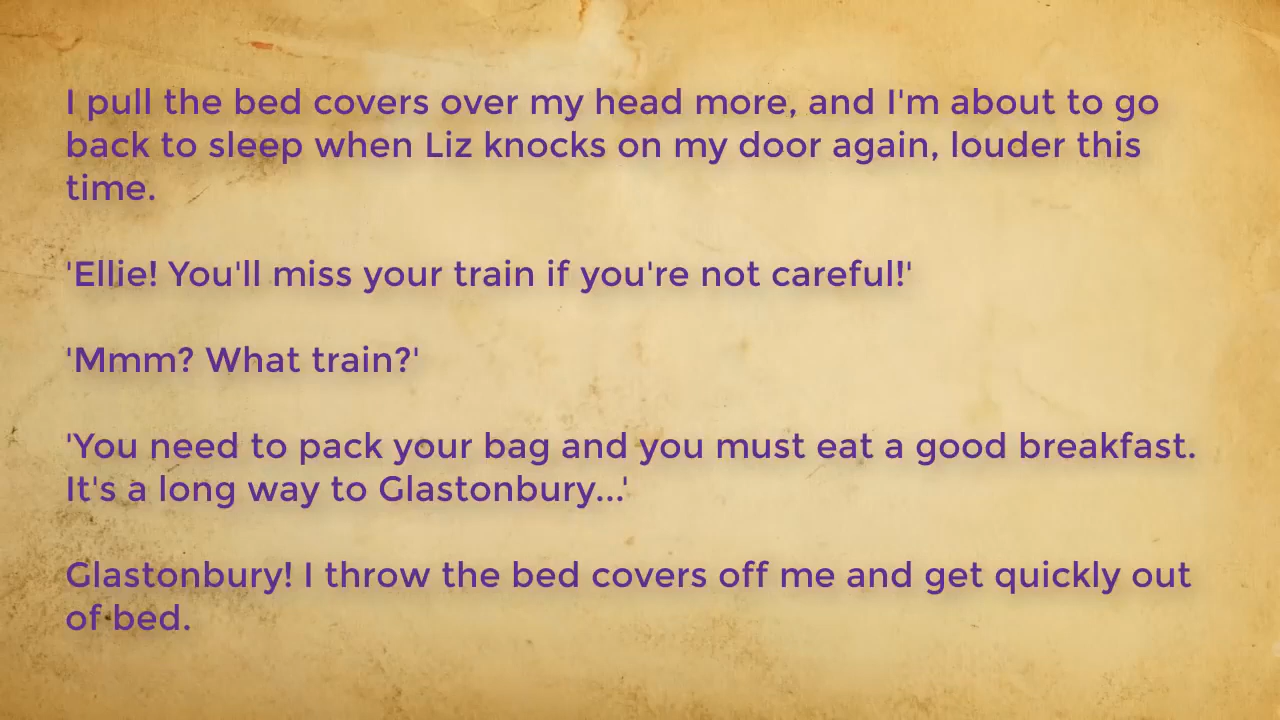 I pull the bed covers over my head more, and I'm about to go
back to sleep when Liz knocks on my door again, louder this
time.
'Ellie! You'll miss your train if you're not careful!'
'Mmm? What train?'
'You need to pack your bag and you must eat a good breakfast.
It's a long way to Glastonbury...'
Glastonbury! I throw the bed covers off me and get quickly out
of bed.